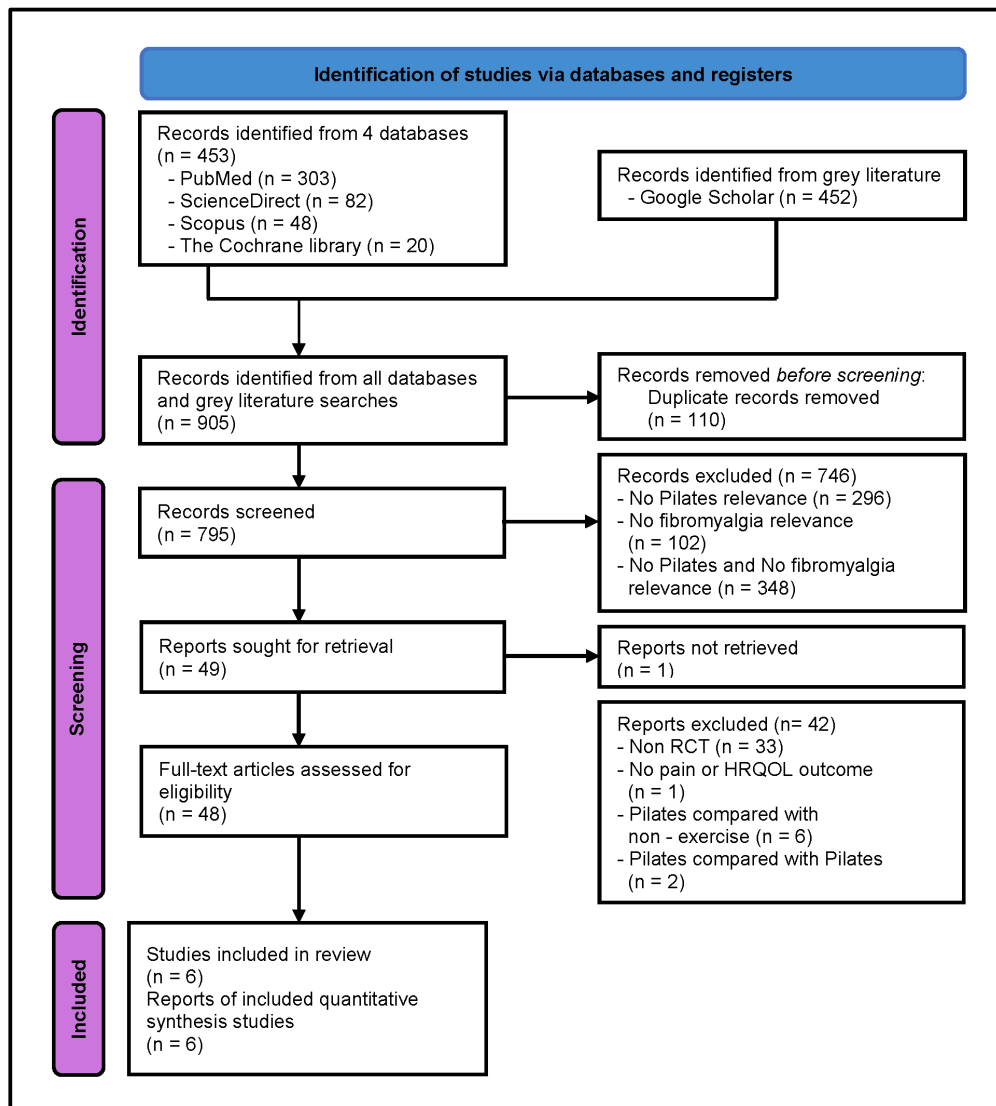 Identification of studies via databases and registers
Identification
Records identified from 4 databases
(n = 453)
- PubMed (n = 303)
- ScienceDirect (n = 82)
- Scopus (n = 48)
- The Cochrane library (n = 20)
Records identified from grey literature
- Google Scholar (n = 452)
Records identified from all databases
and grey literature searches
(n = 905)
Records removed before screening:
Duplicate records removed
(n = 110)
Screening
Records screened
(n = 795)
Records excluded (n = 746)
- No Pilates relevance (n = 296)
- No fibromyalgia relevance
(n = 102)
- No Pilates and No fibromyalgia
relevance (n = 348)
Reports sought for retrieval
(n = 49)
Reports not retrieved
(n = 1)
Full-text articles assessed for
eligibility
(n = 48)
Reports excluded (n= 42)
- Non RCT (n = 33)
- No pain or HRQOL outcome
(n = 1)
- Pilates compared with
non - exercise (n = 6)
- Pilates compared with Pilates
(n = 2)
Included
Studies included in review
(n = 6)
Reports of included quantitative
synthesis studies
(n = 6)